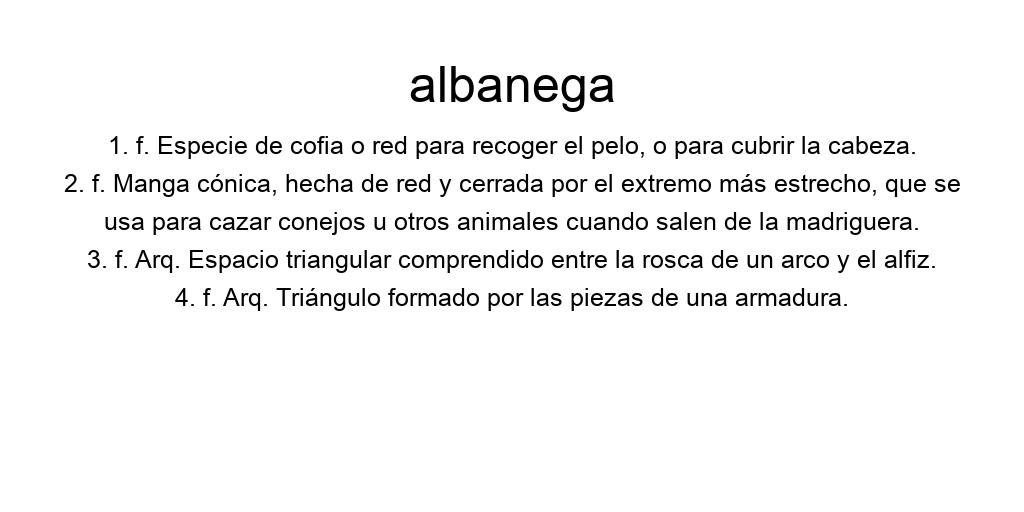 albanega
1. f. Especie de cofia o red para recoger el pelo, o para cubrir la cabeza.
2. f. Manga cónica, hecha de red y cerrada por el extremo más estrecho, que se
usa para cazar conejos u otros animales cuando salen de la madriguera.
3. f. Arq. Espacio triangular comprendido entre la rosca de un arco y el alfiz.
4. f. Arq. Triángulo formado por las piezas de una armadura.